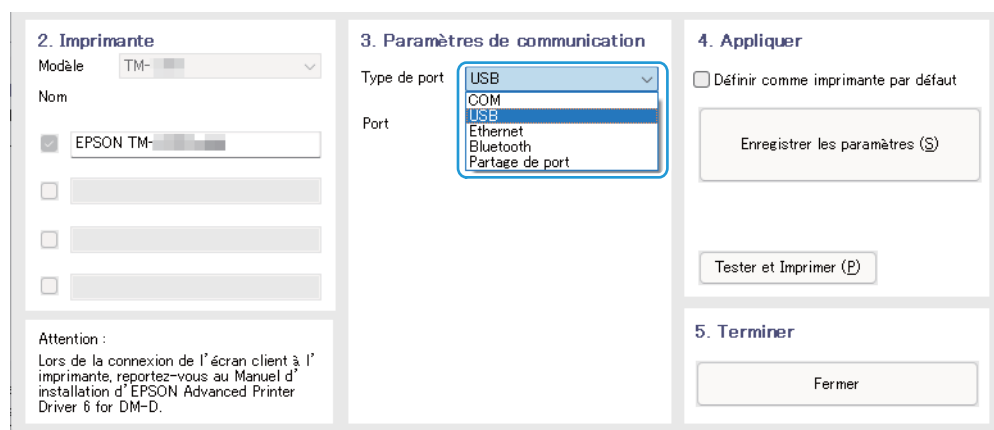 2. Imprimante
Modèle TM-
Nom
EPSON TM-
Attention :
Lors de la connexion de l'écran client à l'
imprimante, reportez-vous au Manuel d'
installation d'EPSON Advanced Printer
Driver 6 for DM-D.
3. Paramètres de communication
Type de port USB
COM
USB
Ethernet
Bluetooth
Partage de port
Port
4. Appliquer
Définir comme imprimante par défaut
Enregistrer les paramètres (S)
Tester et Imprimer (P)
5. Terminer
Fermer